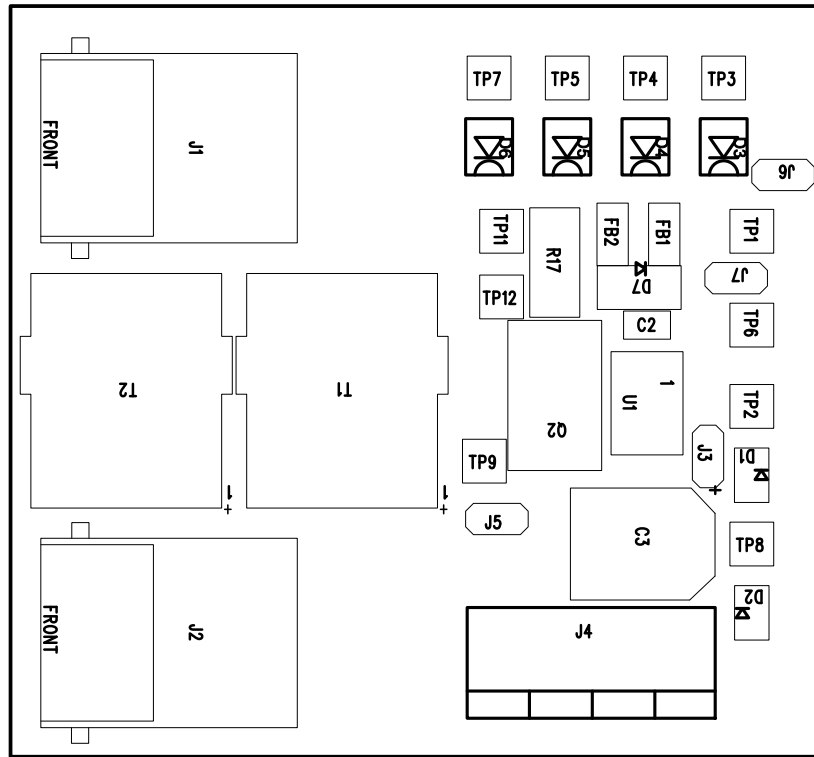 TP7
TP5
TP4
TP3
FRONT
J1
D6
D5
D4
D3
J6
TP11
R17
FB2
FB1
TP1
D7
J7
TP12
C2
TP6
T2
T1
1
U1
TP2
Q2
TP9
J3
D1
1
+
1
+
+
J5
C3
TP8
FRONT
J2
J4
D2